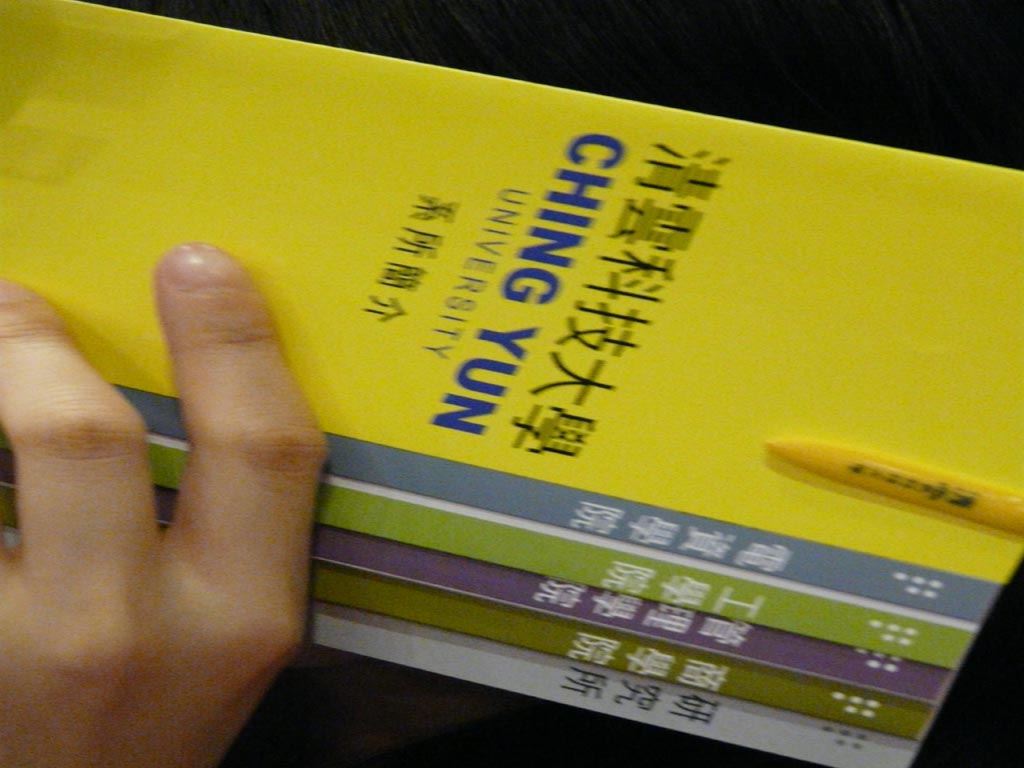 清雲科技大學
CHING YUN
UNIVERSITY
系所簡介
電資學院
工學院
管理學院
商學院
研究所